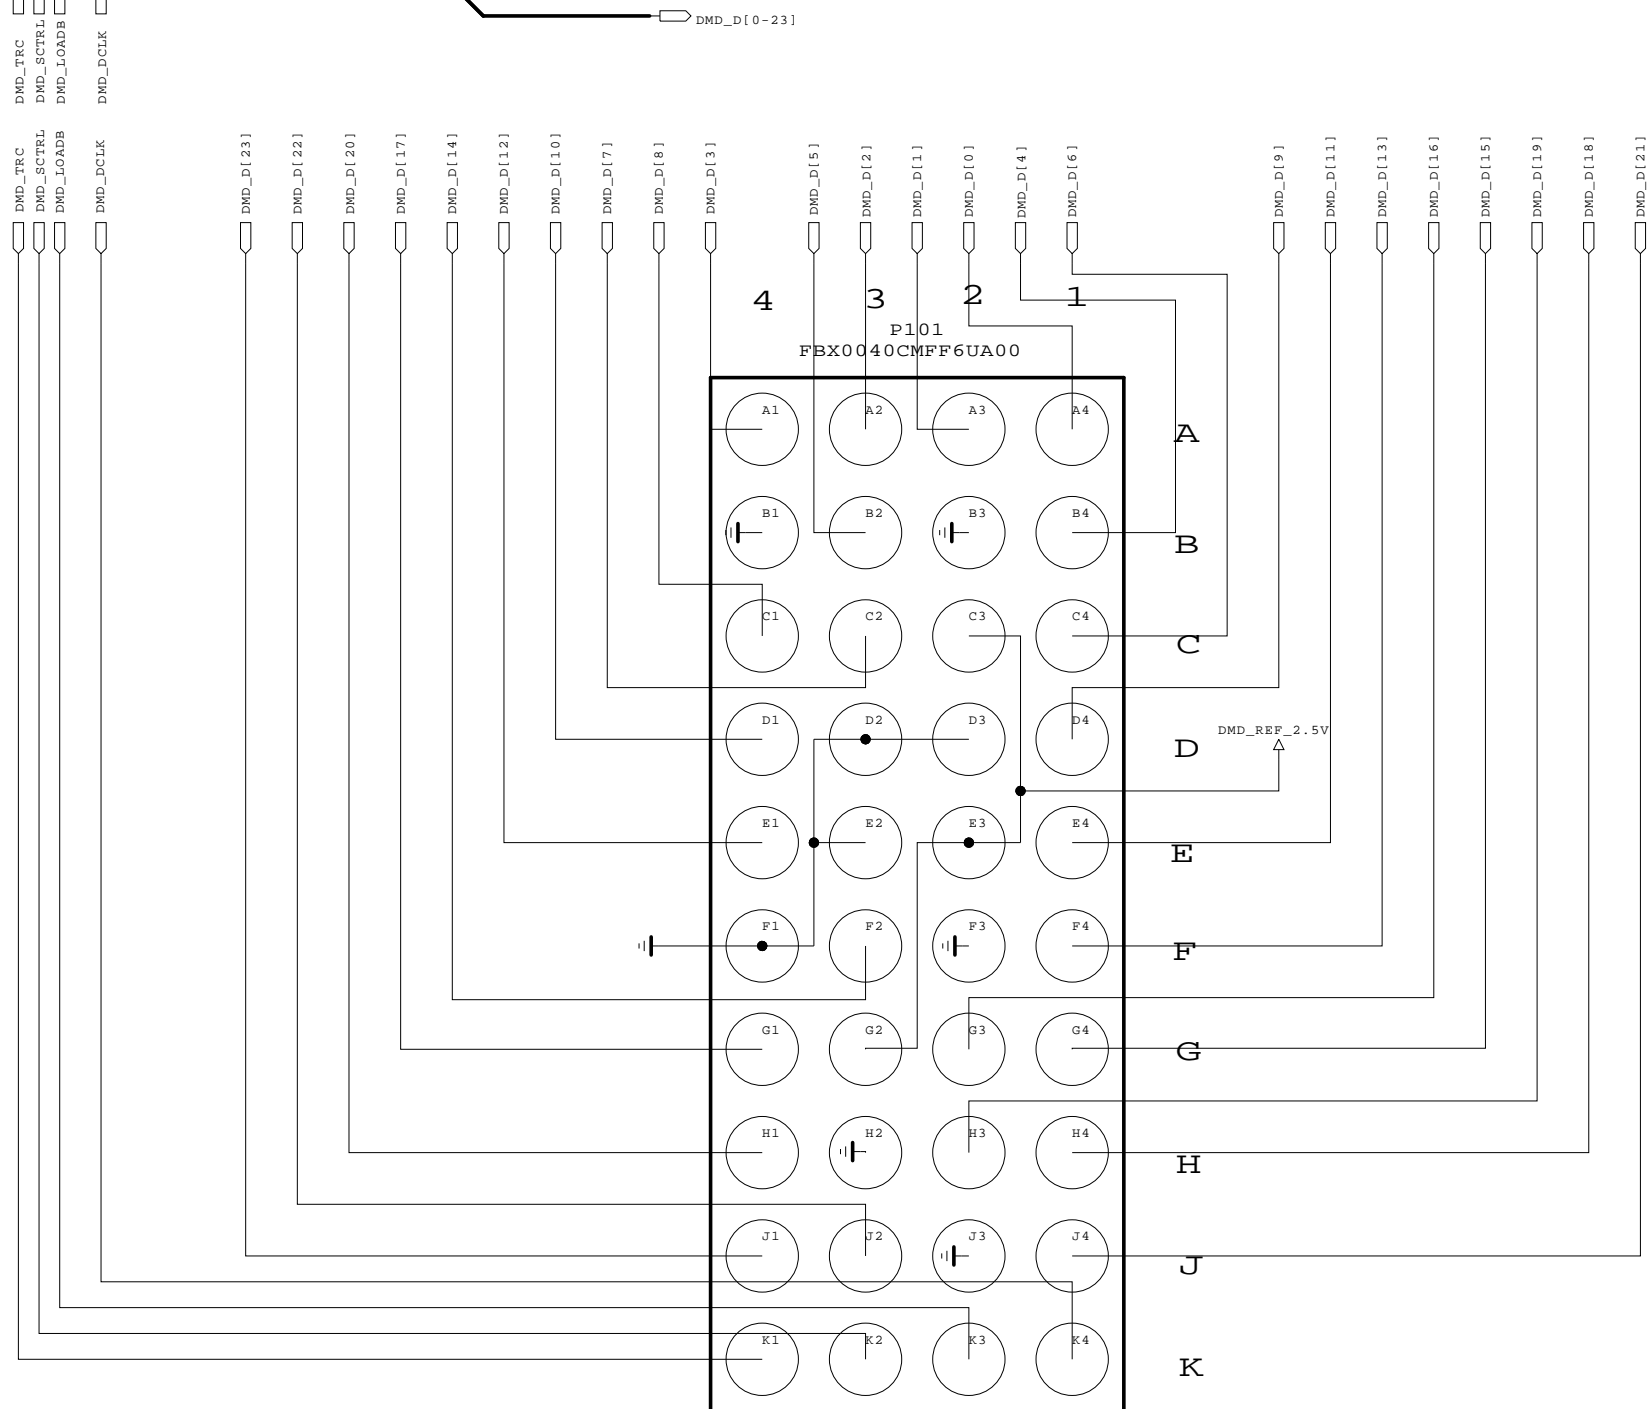 DMD_D[0-23]
DMD_TRC
DMD_SCTRL
DMD_LOADB
DMD_DCLK
DMD_TRC
DMD_SCTRL
DMD_LOADB
DMD_DCLK
DMD_D[23]
DMD_D[22]
DMD_D[20]
DMD_D[17]
DMD_D[14]
DMD_D[12]
DMD_D[10]
DMD_D[7]
DMD_D[8]
DMD_D[3]
DMD_D[5]
DMD_D[2]
DMD_D[1]
DMD_D[0]
DMD_D[4]
DMD_D[6]
DMD_D[9]
DMD_D[11]
DMD_D[13]
DMD_D[16]
DMD_D[15]
DMD_D[19]
DMD_D[18]
DMD_D[21]
4 3 2 1
P101
FBX0040CMFF6UA00
A1 A2 A3 A4
A
B1 B2 B3 B4
B
C1 C2 C3 C4
C
D1 D2 D3 D4
DMD_REF_2.5V
D
E1 E2 E3 E4
E
F1 F2 F3 F4
F
G1 G2 G3 G4
G
H1 H2 H3 H4
H
J1 J2 J3 J4
J
K1 K2 K3 K4
K